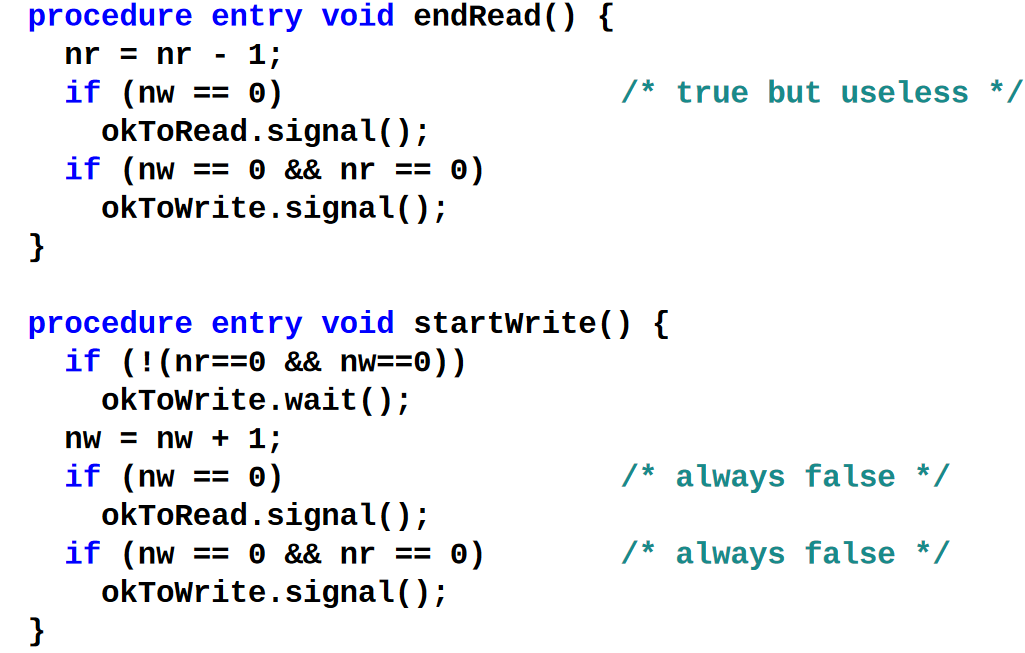 procedure entry void endRead() {
  nr = nr - 1;
  if (nw == 0)                  /* true but useless */
    okToRead.signal();
  if (nw == 0 && nr == 0)
    okToWrite.signal();
}

procedure entry void startWrite() {
  if (!(nr==0 && nw==0))
    okToWrite.wait();
  nw = nw + 1;
  if (nw == 0)                  /* always false */
    okToRead.signal();
  if (nw == 0 && nr == 0)       /* always false */
    okToWrite.signal();
}